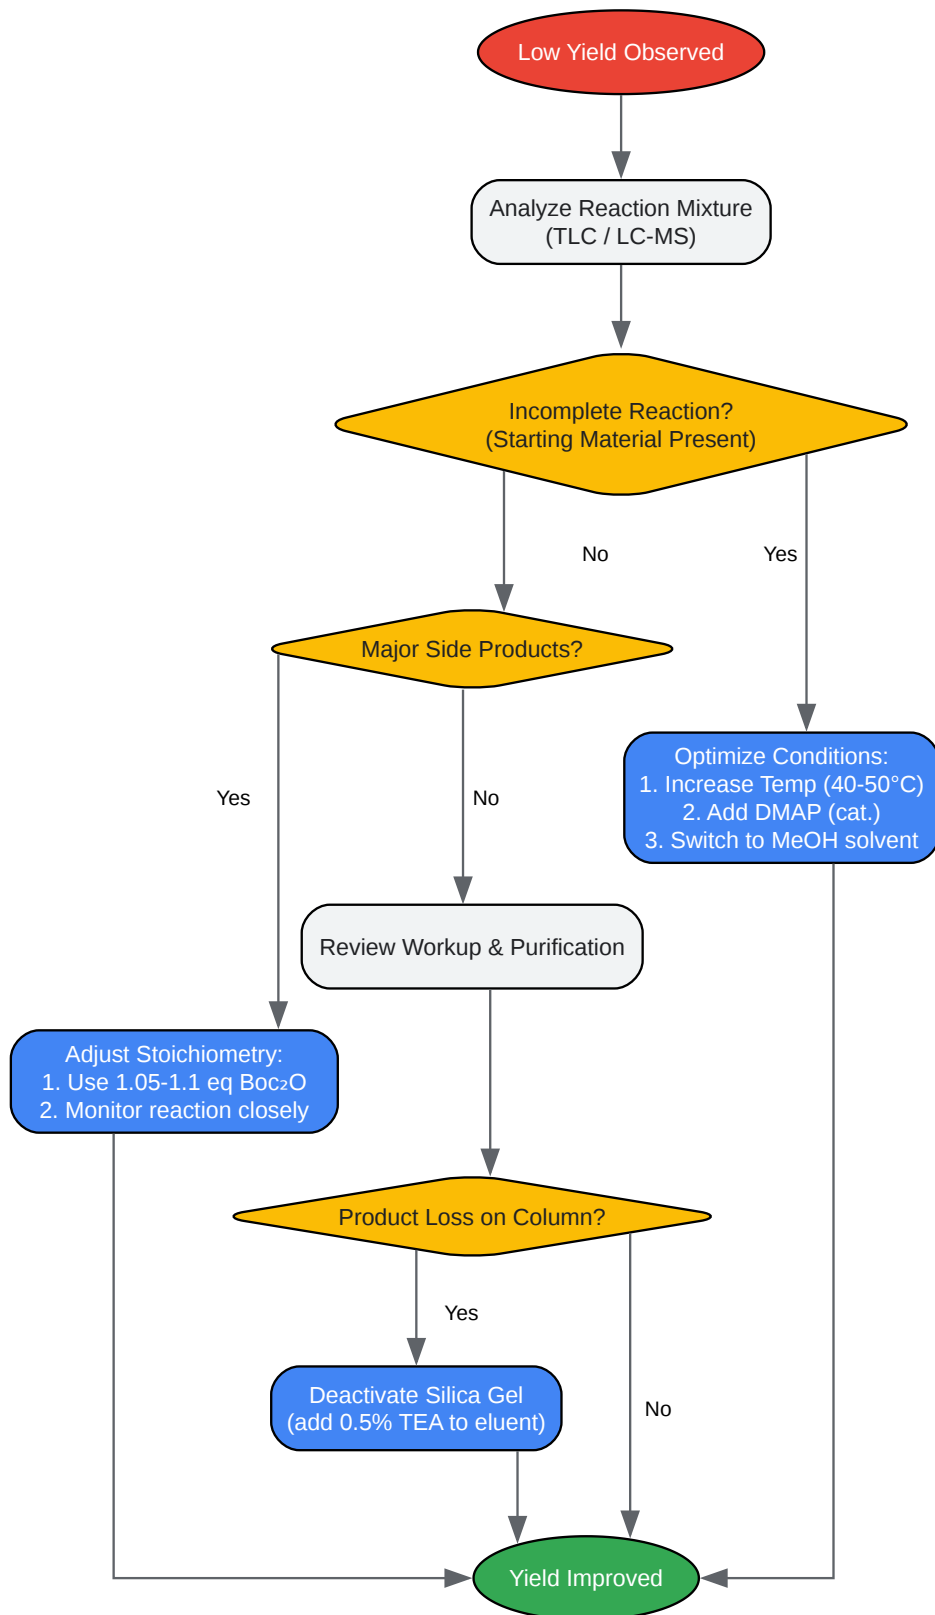 Low Yield Observed
Analyze Reaction Mixture
(TLC / LC-MS)
Incomplete Reaction?
(Starting Material Present)
No
Yes
Major Side Products?
Optimize Conditions:
1. Increase Temp (40-50°C)
2. Add DMAP (cat.)
3. Switch to MeOH solvent
Yes
No
Review Workup & Purification
Adjust Stoichiometry:
1. Use 1.05-1.1 eq Boc₂O
2. Monitor reaction closely
Product Loss on Column?
Yes
Deactivate Silica Gel
(add 0.5% TEA to eluent)
No
Yield Improved